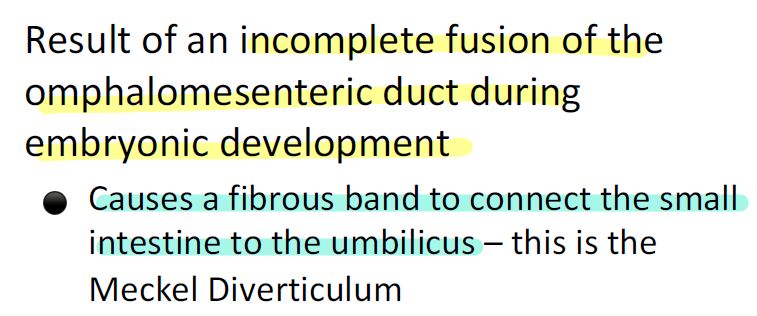 Result of an incomplete fusion of the
omphalomesenteric duct during
embryonic development
● Causes a fibrous band to connect the small
intestine to the umbilicus – this is the
Meckel Diverticulum